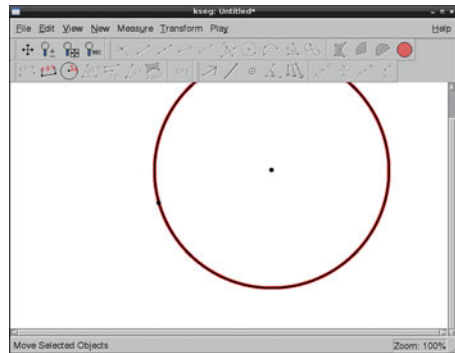 kseg: Untitled*
File Edit View New Measure Transform Play Help
Move Selected Objects Zoom: 100%